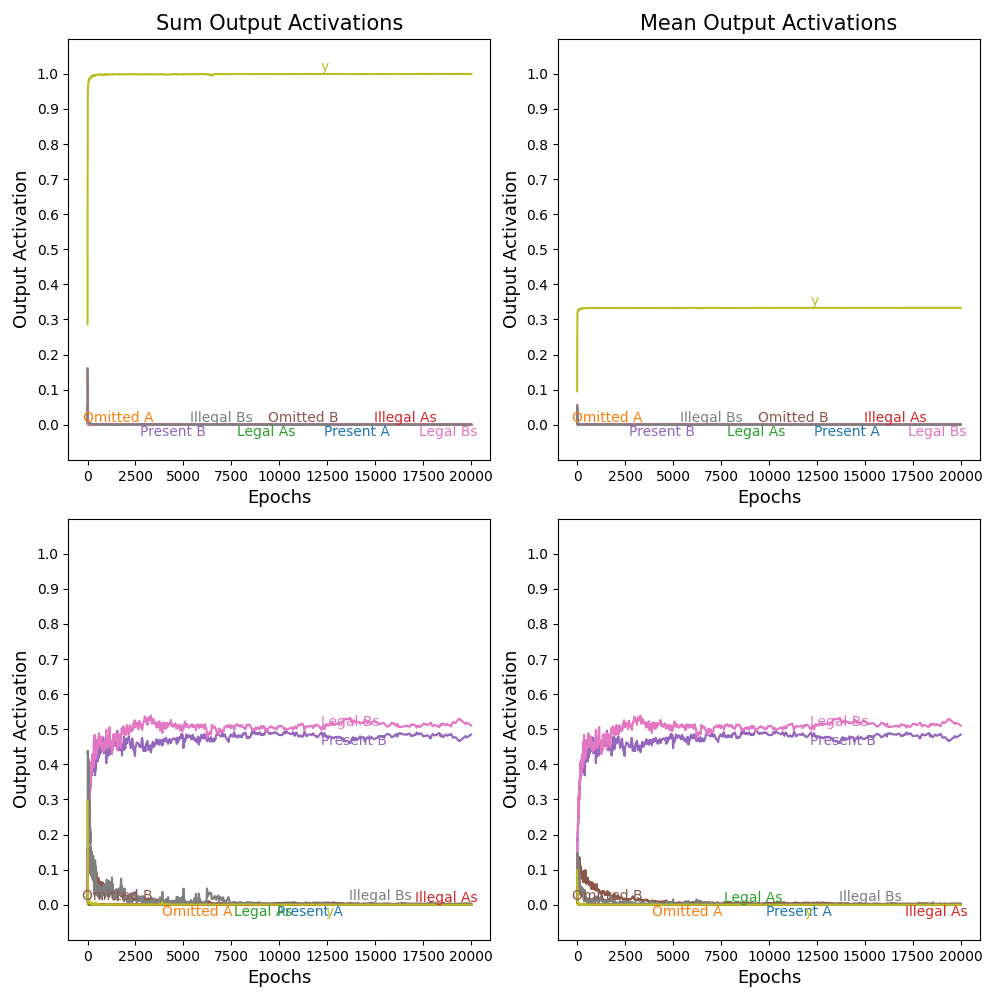 Sum Output Activations
Output Activation
1.0
0.9
0.8
0.7
0.6
0.5
0.4
0.3
0.2
0.1
0.0
y
Omitted A Illegal Bs Omitted B Illegal As
Present B Legal As Present A Legal Bs
0 2500 5000 7500 10000 12500 15000 17500 20000
Epochs
Mean Output Activations
Output Activation
1.0
0.9
0.8
0.7
0.6
0.5
0.4
0.3
0.2
0.1
0.0
y
Omitted A Illegal Bs Omitted B Illegal As
Present B Legal As Present A Legal Bs
0 2500 5000 7500 10000 12500 15000 17500 20000
Epochs
Output Activation
1.0
0.9
0.8
0.7
0.6
0.5
0.4
0.3
0.2
0.1
0.0
Legal Bs
Present B
Omitted B Illegal Bs Illegal As
Omitted A Legal As Present A y
0 2500 5000 7500 10000 12500 15000 17500 20000
Epochs
Output Activation
1.0
0.9
0.8
0.7
0.6
0.5
0.4
0.3
0.2
0.1
0.0
Legal Bs
Present B
Omitted B Legal As Illegal Bs
Omitted A Present A y Illegal As
0 2500 5000 7500 10000 12500 15000 17500 20000
Epochs